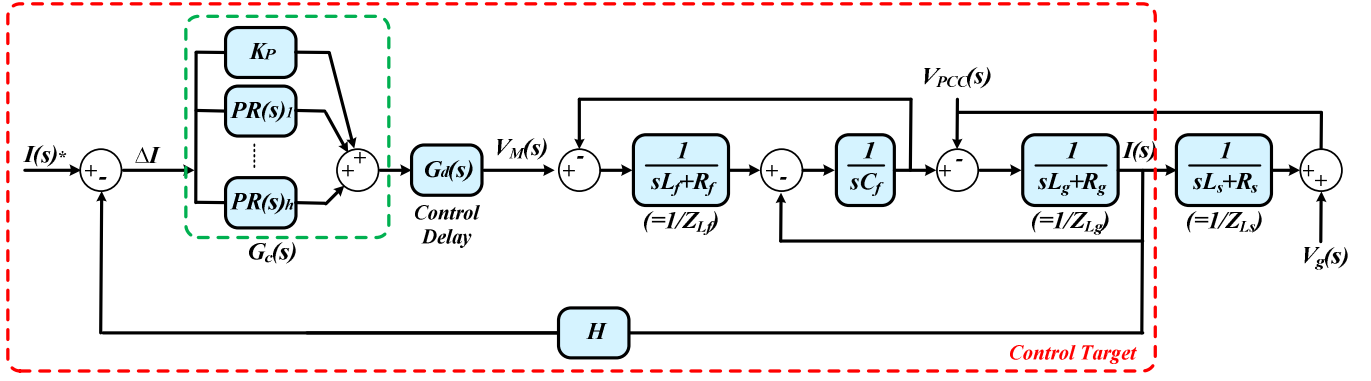 I(s)*
+
-
ΔI
KP
PR(s)1
PR(s)h
Gc(s)
+
+
Gd(s)
Control
Delay
VM(s)
+
-
1
sLf+Rf
(=1/ZLf)
+
-
1
sCf
VPCC(s)
+
-
1
sLg+Rg
(=1/ZLg)
I(s)
1
sLs+Rs
(=1/ZLs)
+
+
Vg(s)
H
Control Target